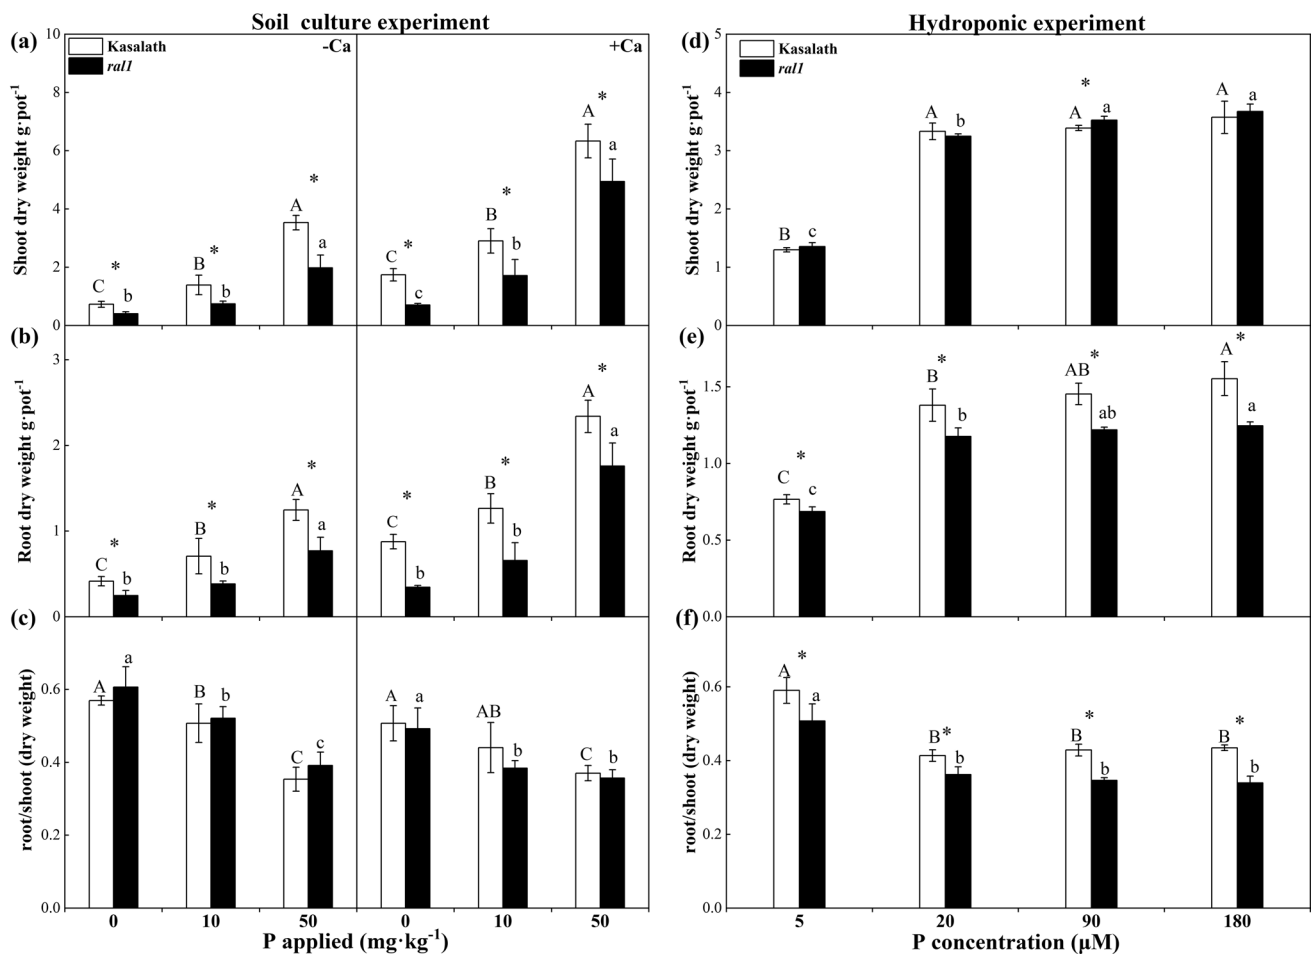 Soil culture experiment
Hydroponic experiment
(a)
Kasalath
ral1
-Ca
+Ca
Shoot dry weight g·pot⁻¹
8
6
4
2
0
C
*
b
B
*
b
A
*
a
C
*
c
B
*
b
A
*
a
(b)
Root dry weight g·pot⁻¹
3
2
1
0
C
*
b
B
*
b
A
*
a
C
*
b
B
*
b
A
*
a
(c)
root/shoot (dry weight)
0.6
0.4
0.2
0.0
A
a
B
b
C
c
A
a
AB
b
C
b
0
10
50
0
10
50
P applied (mg·kg⁻¹)
(d)
Kasalath
ral1
Shoot dry weight g·pot⁻¹
5
4
3
2
1
0
B
c
A
b
*
A
a
A
a
(e)
Root dry weight g·pot⁻¹
1.5
1.0
0.5
0.0
C
*
c
B
*
b
AB
*
ab
A
*
a
(f)
root/shoot (dry weight)
0.6
0.4
0.2
0.0
A
*
a
B
*
b
B
*
b
B
*
b
5
20
90
180
P concentration (μM)